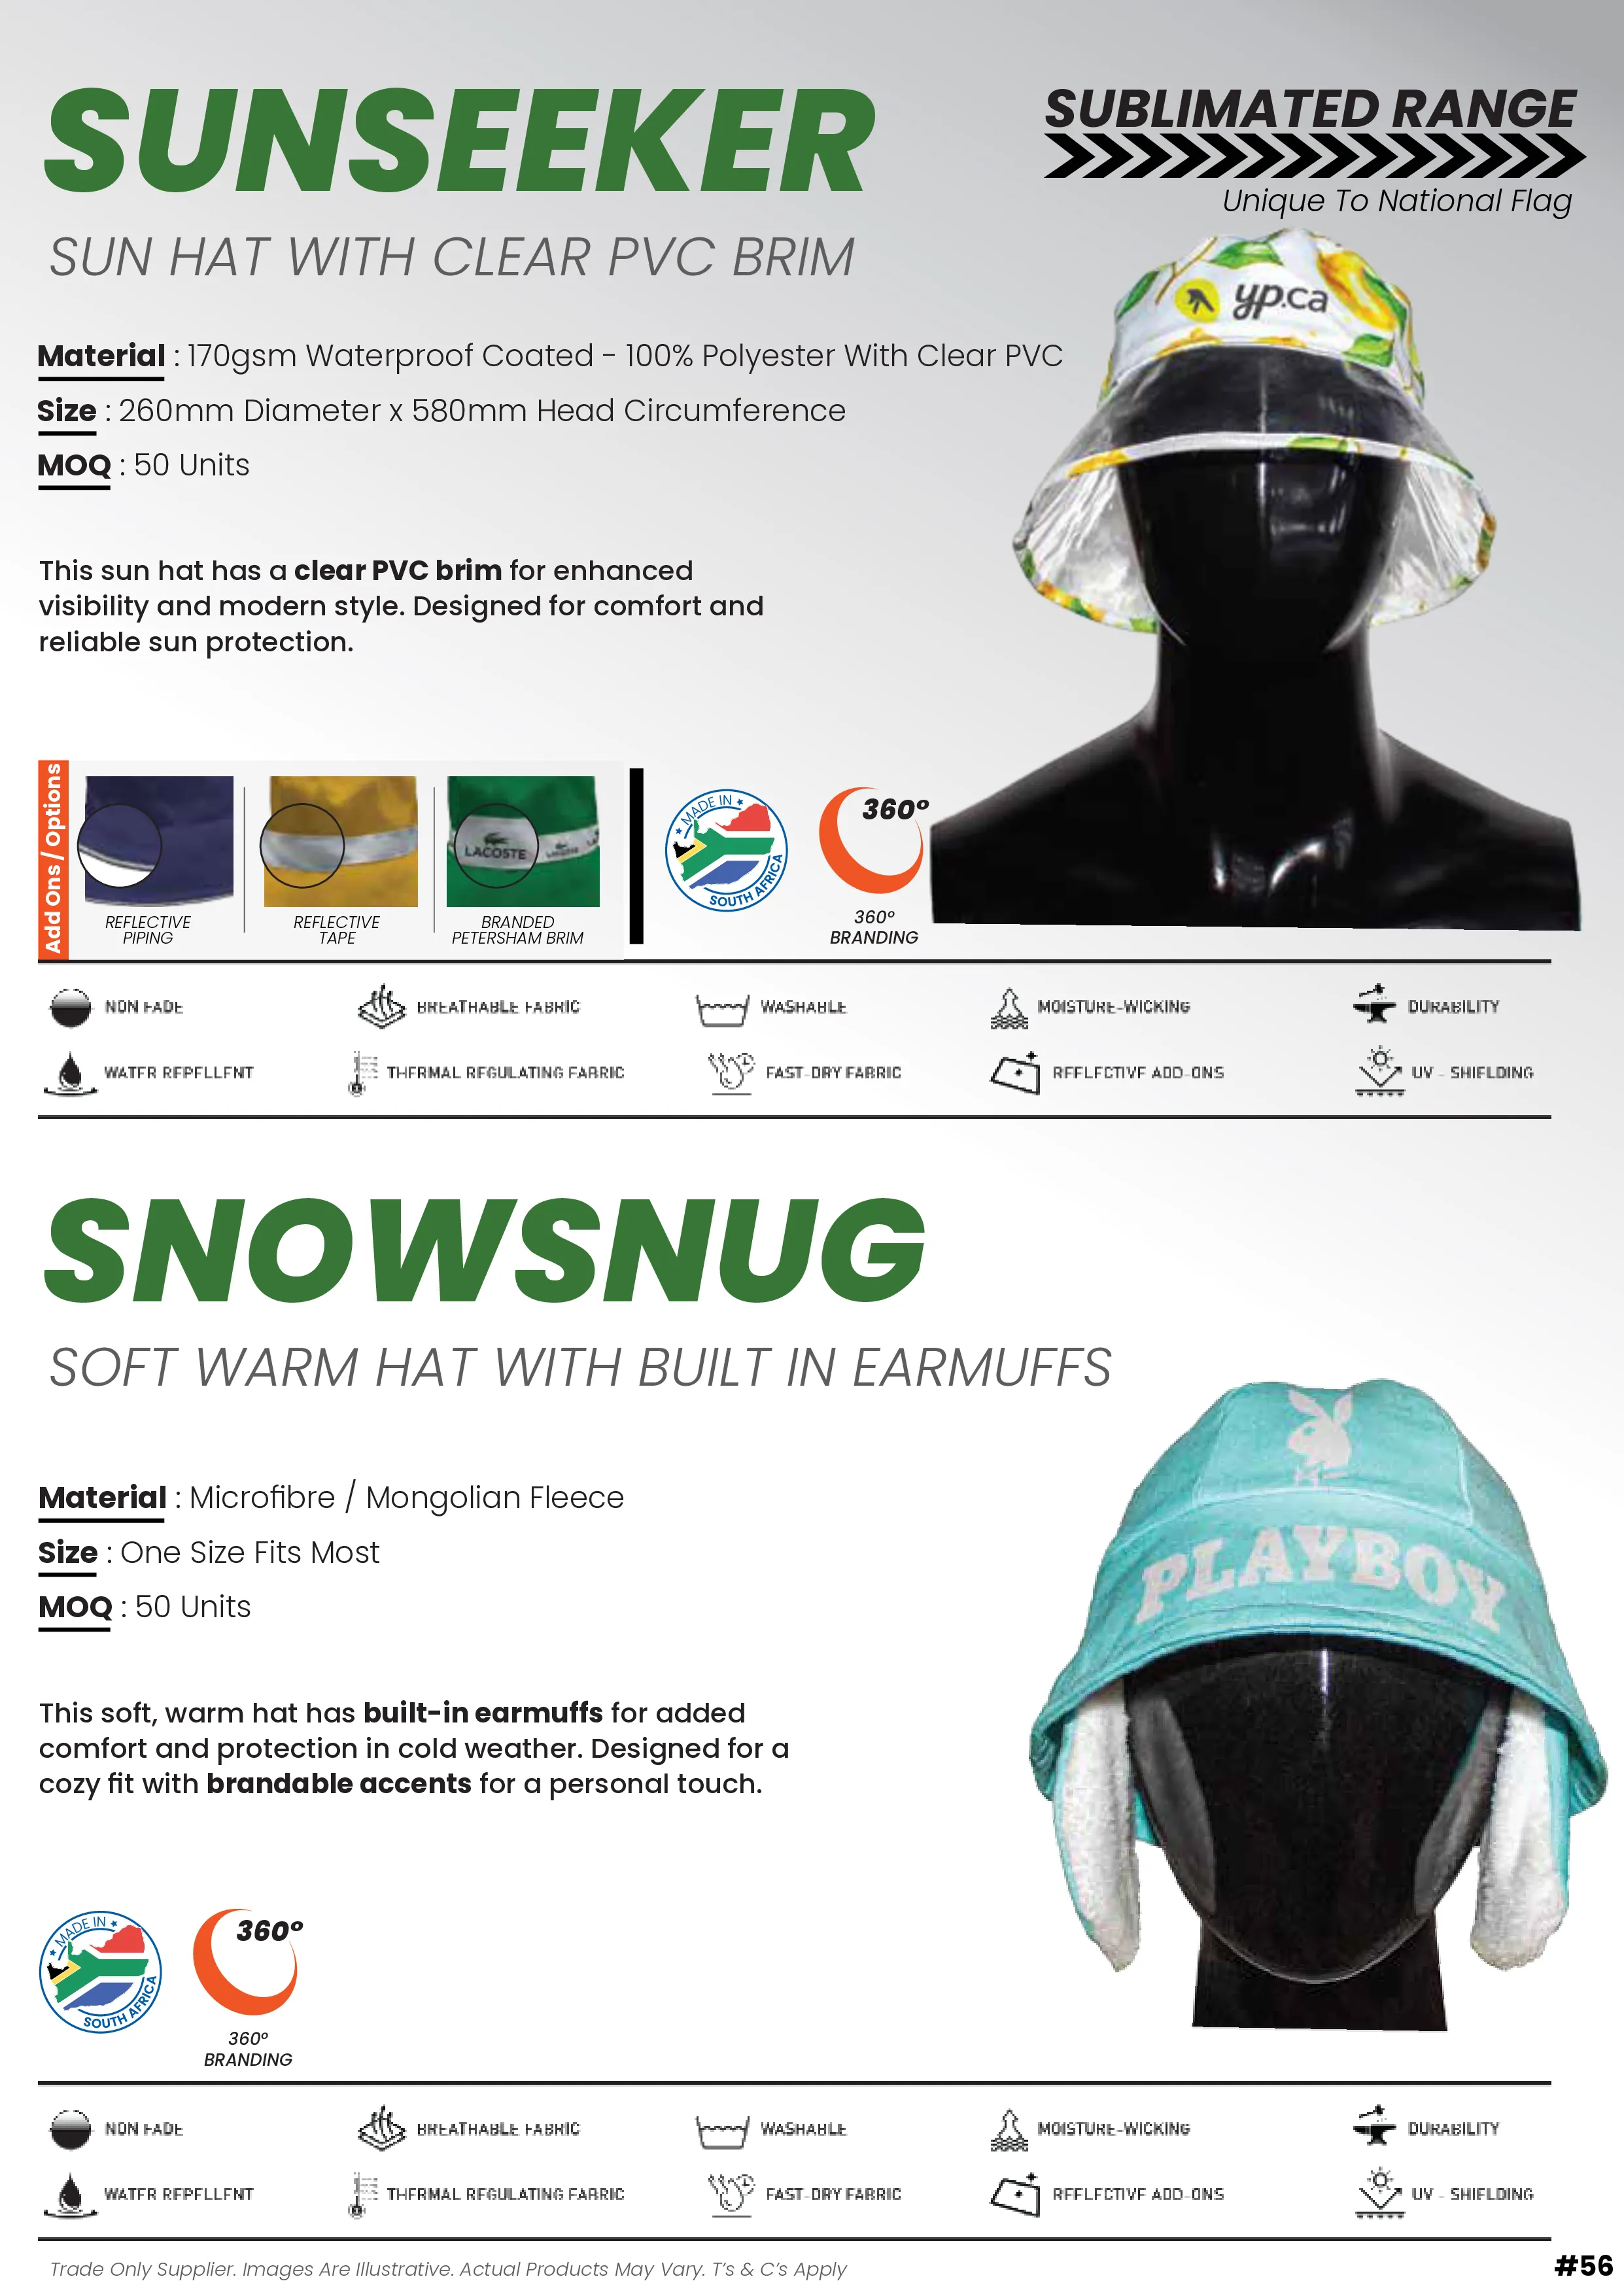 SUNSEEKER
SUBLIMATED RANGE
Unique To National Flag
SUN HAT WITH CLEAR PVC BRIM
yp.ca
Material : 170gsm Waterproof Coated - 100% Polyester With Clear PVC
Size : 260mm Diameter x 580mm Head Circumference
MOQ : 50 Units
This sun hat has a clear PVC brim for enhanced
visibility and modern style. Designed for comfort and
reliable sun protection.
Add Ons / Options
LACOSTE
REFLECTIVE
PIPING
REFLECTIVE
TAPE
BRANDED
PETERSHAM BRIM
MADE IN
SOUTH AFRICA
360°
360°
BRANDING
NON FADE
BREATHABLE FABRIC
WASHABLE
MOISTURE-WICKING
DURABILITY
WATER REPELLENT
THERMAL REGULATING FABRIC
FAST-DRY FABRIC
REFLECTIVE ADD-ONS
UV - SHIELDING
SNOWSNUG
SOFT WARM HAT WITH BUILT IN EARMUFFS
PLAYBOY
Material : Microfibre / Mongolian Fleece
Size : One Size Fits Most
MOQ : 50 Units
This soft, warm hat has built-in earmuffs for added
comfort and protection in cold weather. Designed for a
cozy fit with brandable accents for a personal touch.
MADE IN
SOUTH AFRICA
360°
360°
BRANDING
NON FADE
BREATHABLE FABRIC
WASHABLE
MOISTURE-WICKING
DURABILITY
WATER REPELLENT
THERMAL REGULATING FABRIC
FAST-DRY FABRIC
REFLECTIVE ADD-ONS
UV - SHIELDING
Trade Only Supplier. Images Are Illustrative. Actual Products May Vary. T's & C's Apply
#56